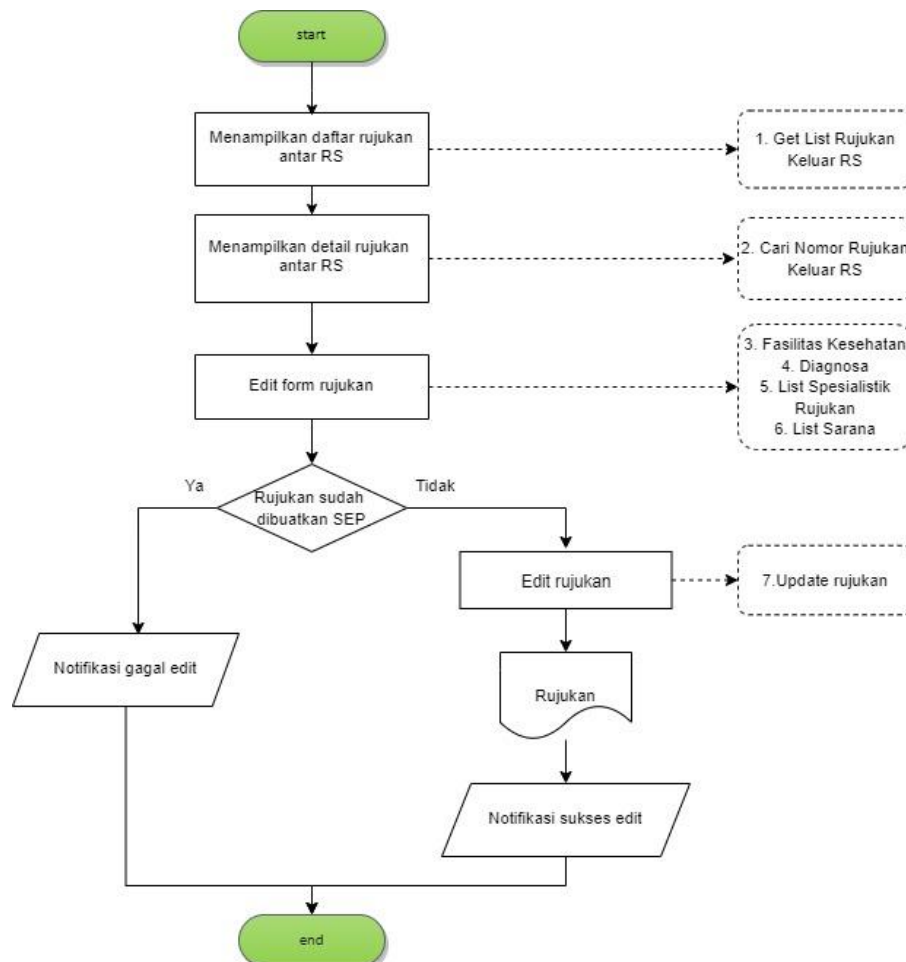 start
Menampilkan daftar rujukan
antar RS
1. Get List Rujukan
Keluar RS
Menampilkan detail rujukan
antar RS
2. Cari Nomor Rujukan
Keluar RS
Edit form rujukan
3. Fasilitas Kesehatan
4. Diagnosa
5. List Spesialistik
Rujukan
6. List Sarana
Ya
Rujukan sudah
dibuatkan SEP
Tidak
Edit rujukan
7.Update rujukan
Notifikasi gagal edit
Rujukan
Notifikasi sukses edit
end